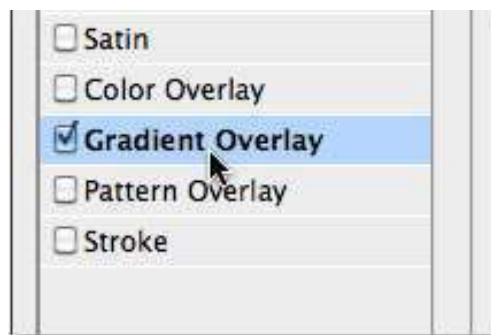 Satin
Color Overlay
Gradient Overlay
Pattern Overlay
Stroke